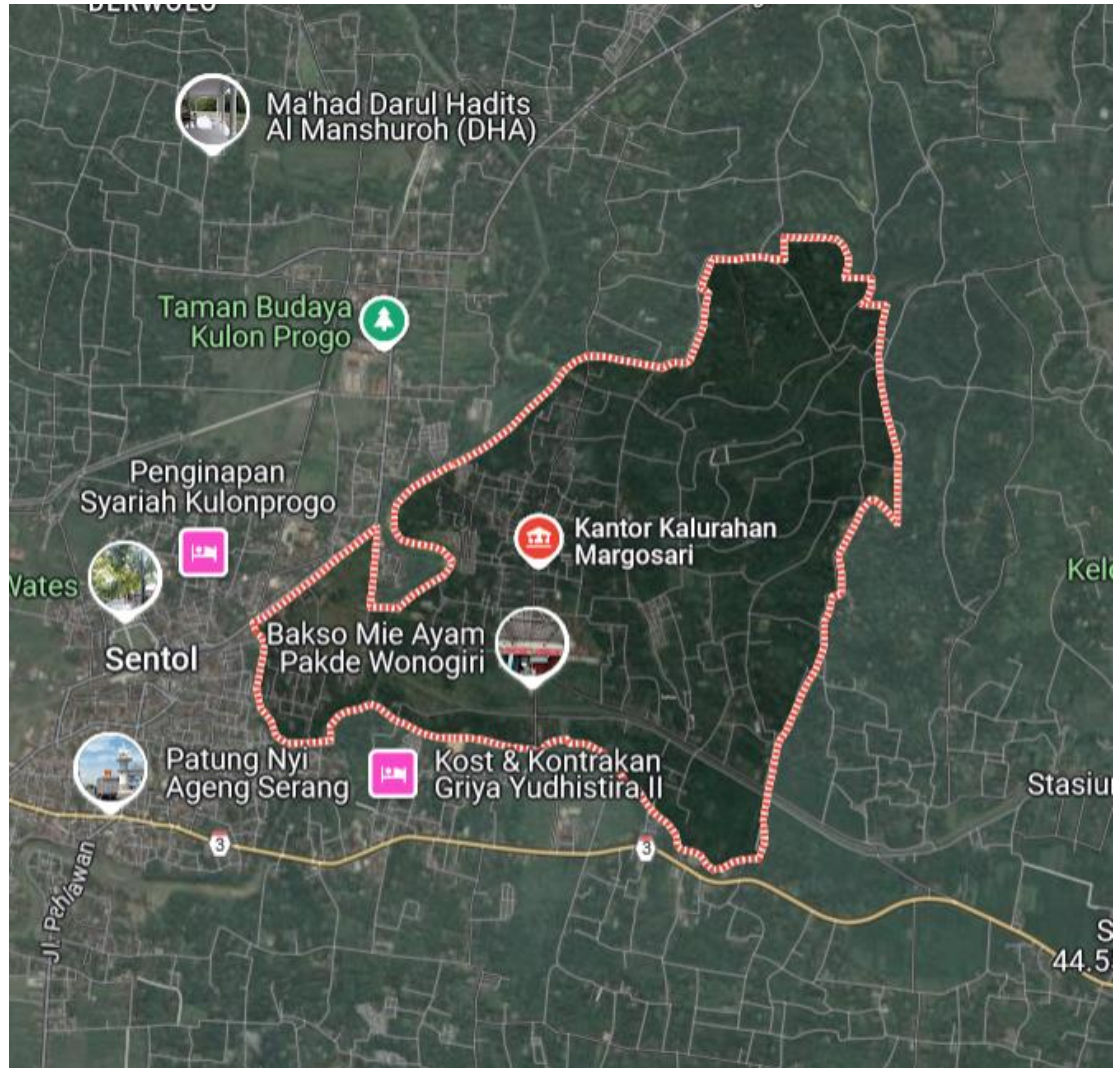 Ma'had Darul Hadits
Al Manshuroh (DHA)
Taman Budaya
Kulon Progo
Penginapan
Syariah Kulonprogo
Kantor Kalurahan
Margosari
Wates
Sentol
Bakso Mie Ayam
Pakde Wonogiri
Patung Nyi
Ageng Serang
Kost & Kontrakan
Griya Yudhistira II
3
3
Jl. Pahlawan